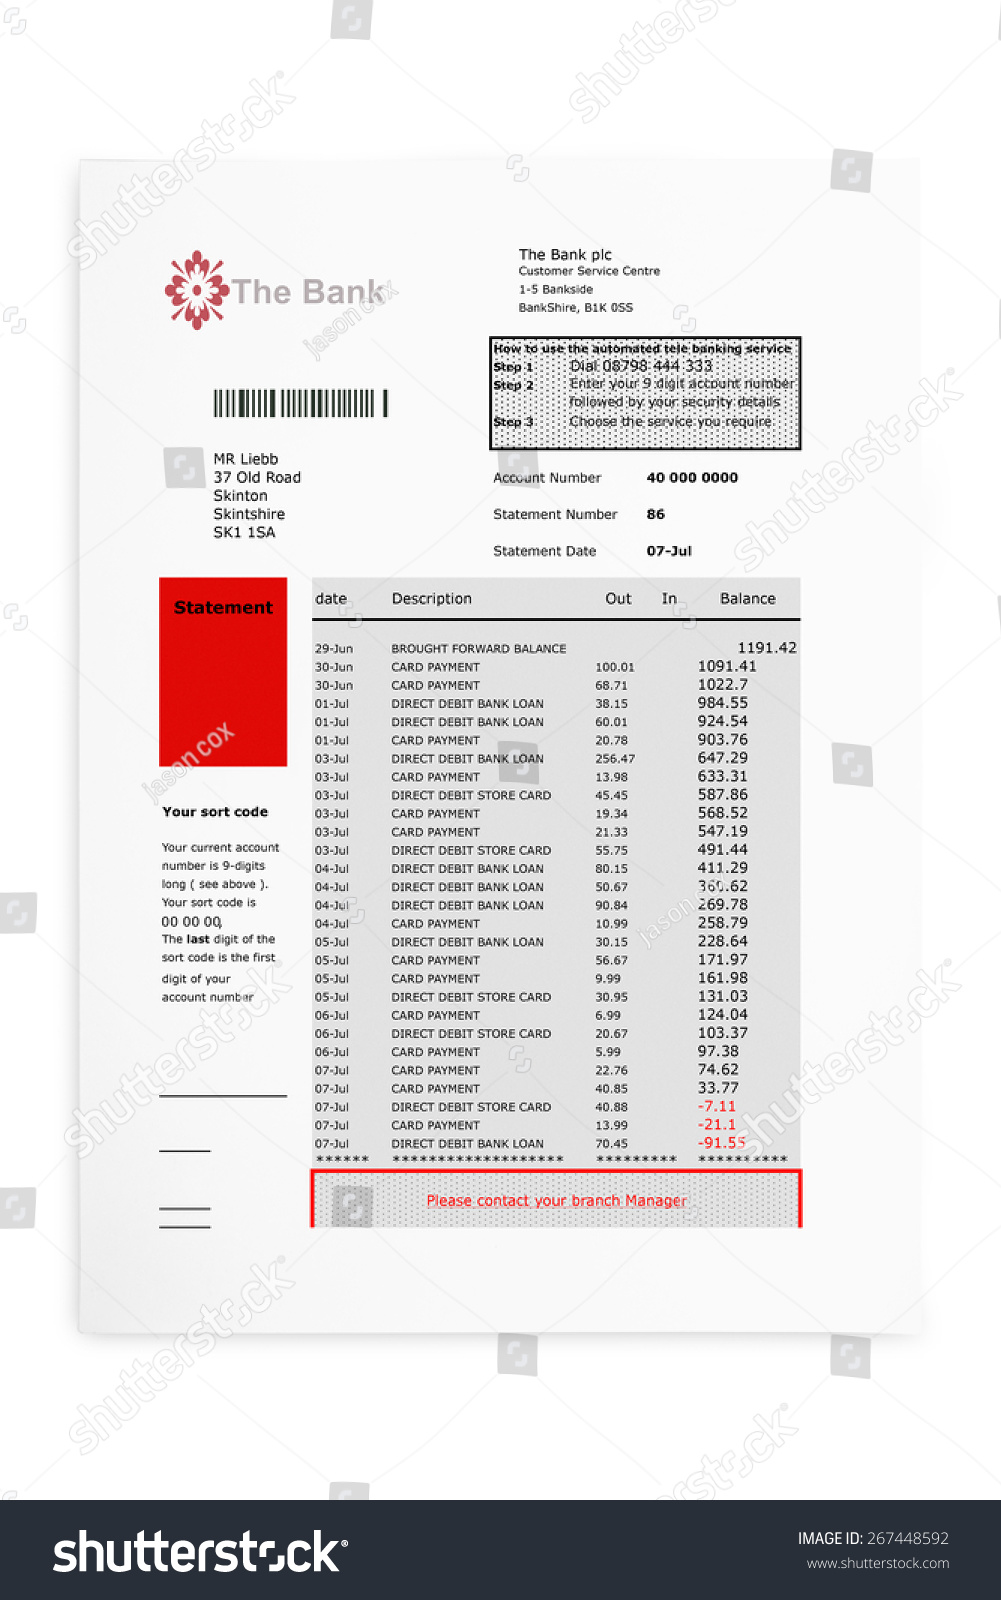 The Bank
The Bank plc
Customer Service Centre
1-5 Bankside
BankShire, B1K 0SS
How to use the automated tele banking service
Step 1 Dial 08798 444 333
Step 2 Enter your 9 digit account number
followed by your security details
Step 3 Choose the service you require
MR Liebb
37 Old Road
Skinton
Skintshire
SK1 1SA
Account Number 40 000 0000
Statement Number 86
Statement Date 07-Jul
Statement
Your sort code
Your current account
number is 9-digits
long ( see above ).
Your sort code is
00 00 00,
The last digit of the
sort code is the first
digit of your
account number
date Description Out In Balance
29-Jun BROUGHT FORWARD BALANCE 1191.42
30-Jun CARD PAYMENT 100.01 1091.41
30-Jun CARD PAYMENT 68.71 1022.7
01-Jul DIRECT DEBIT BANK LOAN 38.15 984.55
01-Jul DIRECT DEBIT BANK LOAN 60.01 924.54
01-Jul CARD PAYMENT 20.78 903.76
03-Jul DIRECT DEBIT BANK LOAN 256.47 647.29
03-Jul CARD PAYMENT 13.98 633.31
03-Jul DIRECT DEBIT STORE CARD 45.45 587.86
03-Jul CARD PAYMENT 19.34 568.52
03-Jul CARD PAYMENT 21.33 547.19
03-Jul DIRECT DEBIT STORE CARD 55.75 491.44
04-Jul DIRECT DEBIT BANK LOAN 80.15 411.29
04-Jul DIRECT DEBIT BANK LOAN 50.67 360.62
04-Jul DIRECT DEBIT BANK LOAN 90.84 269.78
04-Jul CARD PAYMENT 10.99 258.79
05-Jul DIRECT DEBIT BANK LOAN 30.15 228.64
05-Jul CARD PAYMENT 56.67 171.97
05-Jul CARD PAYMENT 9.99 161.98
05-Jul DIRECT DEBIT STORE CARD 30.95 131.03
06-Jul CARD PAYMENT 6.99 124.04
06-Jul DIRECT DEBIT STORE CARD 20.67 103.37
06-Jul CARD PAYMENT 5.99 97.38
07-Jul CARD PAYMENT 22.76 74.62
07-Jul CARD PAYMENT 40.85 33.77
07-Jul DIRECT DEBIT STORE CARD 40.88 -7.11
07-Jul CARD PAYMENT 13.99 -21.1
07-Jul DIRECT DEBIT BANK LOAN 70.45 -91.55
****** ******************* ********* **********
Please contact your branch Manager
shutterstock
jason cox
shutterstock
IMAGE ID: 267448592
www.shutterstock.com